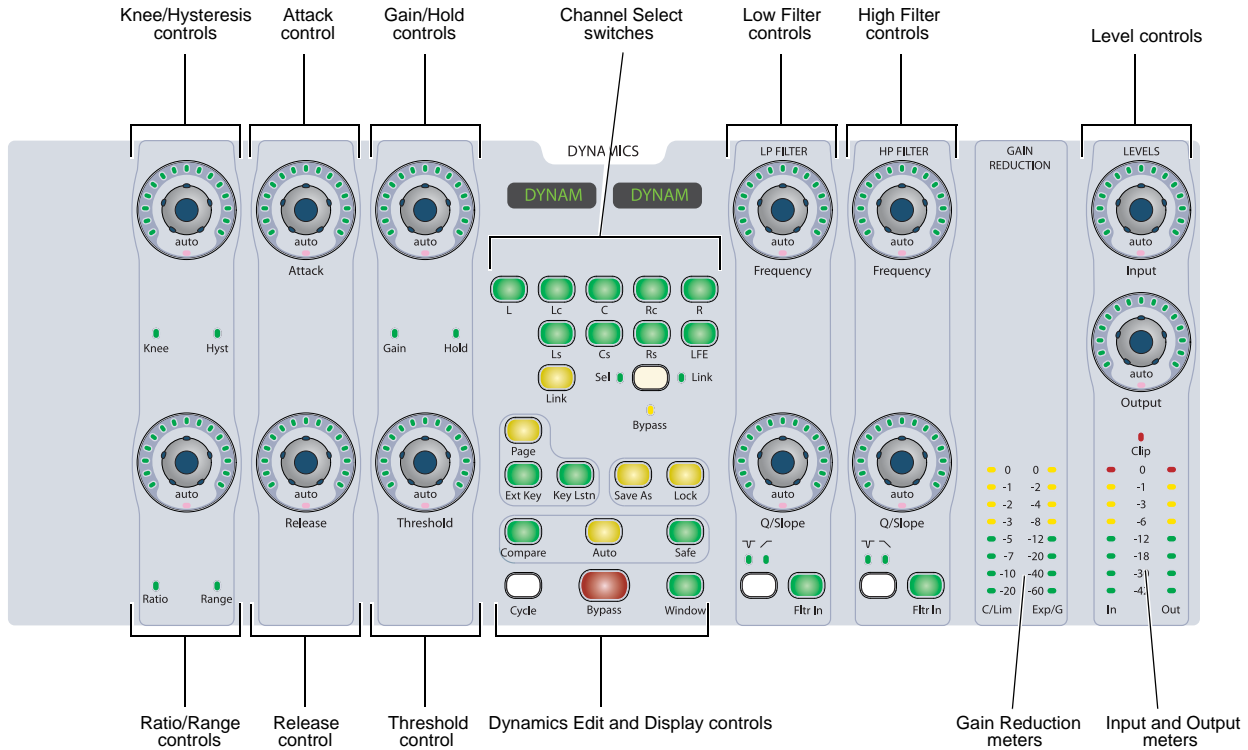 Knee/Hysteresis
controls
Attack
control
Gain/Hold
controls
Channel Select
switches
Low Filter
controls
High Filter
controls
Level controls
DYNAMICS
LP FILTER
HP FILTER
GAIN
REDUCTION
LEVELS
DYNAM
DYNAM
auto
auto
auto
auto
auto
auto
Attack
Frequency
Frequency
Input
L
Lc
C
Rc
R
Knee
Hyst
Gain
Hold
Ls
Cs
Rs
LFE
Sel
Link
Link
auto
Output
Bypass
Clip
Page
auto
auto
auto
auto
auto
Ext Key
Key Lstn
Save As
Lock
Release
Threshold
Q/Slope
Q/Slope
Compare
Auto
Safe
Ratio
Range
Cycle
Bypass
Window
Fltr In
Fltr In
0 0
-1 -2
-2 -4
-3 -8
-5 -12
-7 -20
-10 -40
-20 -60
C/Lim Exp/G
0
-1
-3
-6
-12
-18
In Out
Ratio/Range
controls
Release
control
Threshold
control
Dynamics Edit and Display controls
Gain Reduction
meters
Input and Output
meters